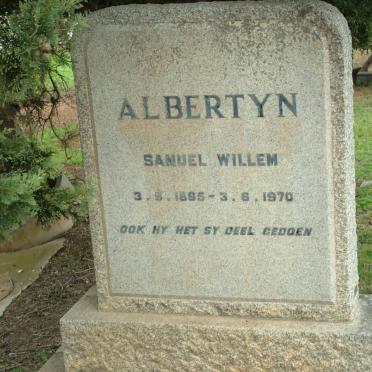 ALBERTYN
SAMUEL WILLEM
3.5.1895-3.6.1970
OOK HY HET SY DEEL GEDOEN